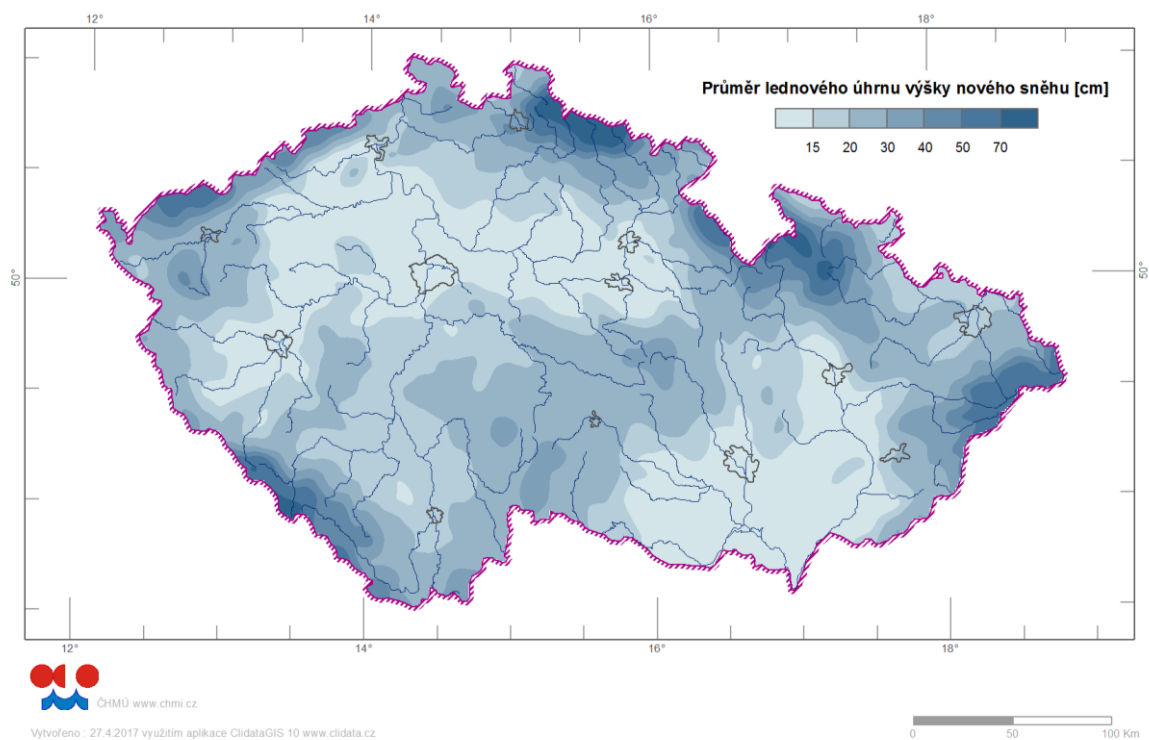 12° 14° 16° 18°
Průměr lednového úhrnu výšky nového sněhu [cm]
15 20 30 40 50 70
50° 50°
12° 14° 16° 18°
ČHMÚ www.chmi.cz
Vytvořeno : 27.4.2017 využitím aplikace ClidataGIS 10 www.clidata.cz
0 50 100 Km